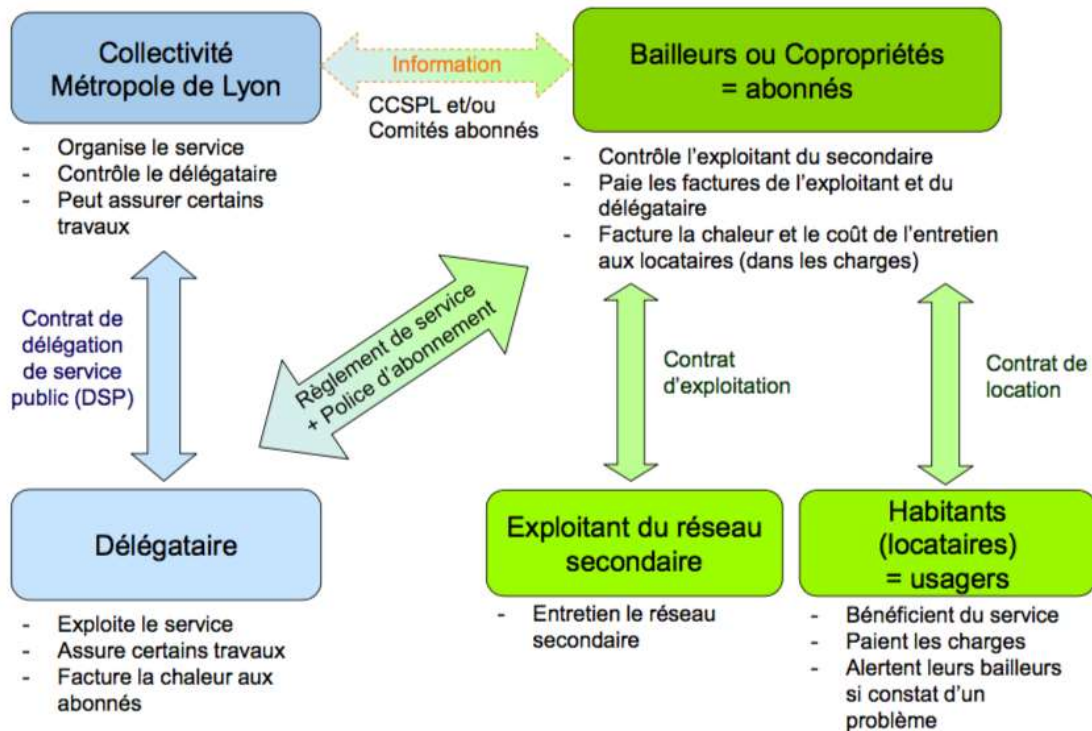 Collectivité
Métropole de Lyon
- Organise le service
- Contrôle le délégataire
- Peut assurer certains
travaux
Information
CCSPL et/ou
Comités abonnés
Bailleurs ou Copropriétés
= abonnés
- Contrôle l'exploitant du secondaire
- Paie les factures de l'exploitant et du
délégataire
- Facture la chaleur et le coût de l'entretien
aux locataires (dans les charges)
Contrat de
délégation
de service
public (DSP)
Règlement de service
+ Police d'abonnement
Contrat
d'exploitation
Contrat de
location
Délégataire
- Exploite le service
- Assure certains travaux
- Facture la chaleur aux
abonnés
Exploitant du réseau
secondaire
- Entretien le réseau
secondaire
Habitants
(locataires)
= usagers
- Bénéficient du service
- Paient les charges
- Alertent leurs bailleurs
si constat d'un
problème